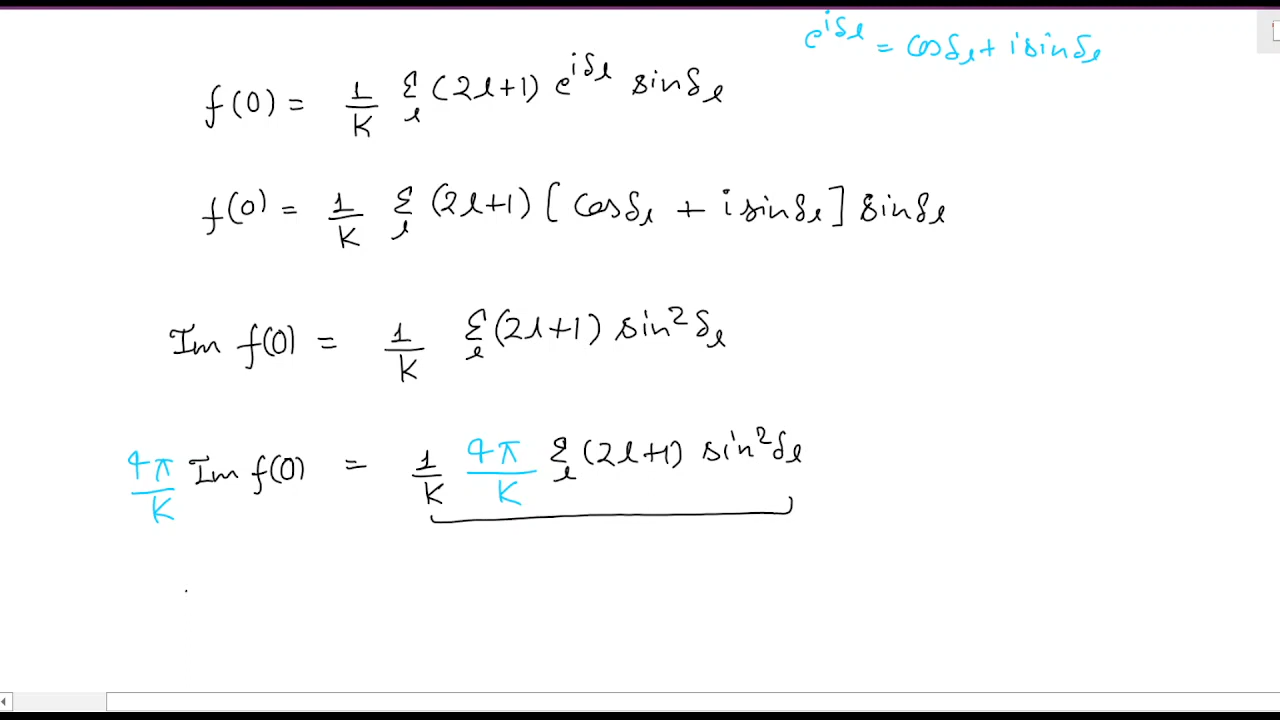 e^{iδ_l} = cosδ_l + i sinδ_l
f(0) = 1/K Σ_l (2l+1) e^{iδ_l} sinδ_l
f(0) = 1/K Σ_l (2l+1) [cosδ_l + i sinδ_l] sinδ_l
Im f(0) = 1/K Σ_l (2l+1) sin²δ_l
4π/K Im f(0) = 1/K 4π/K Σ_l (2l+1) sin²δ_l